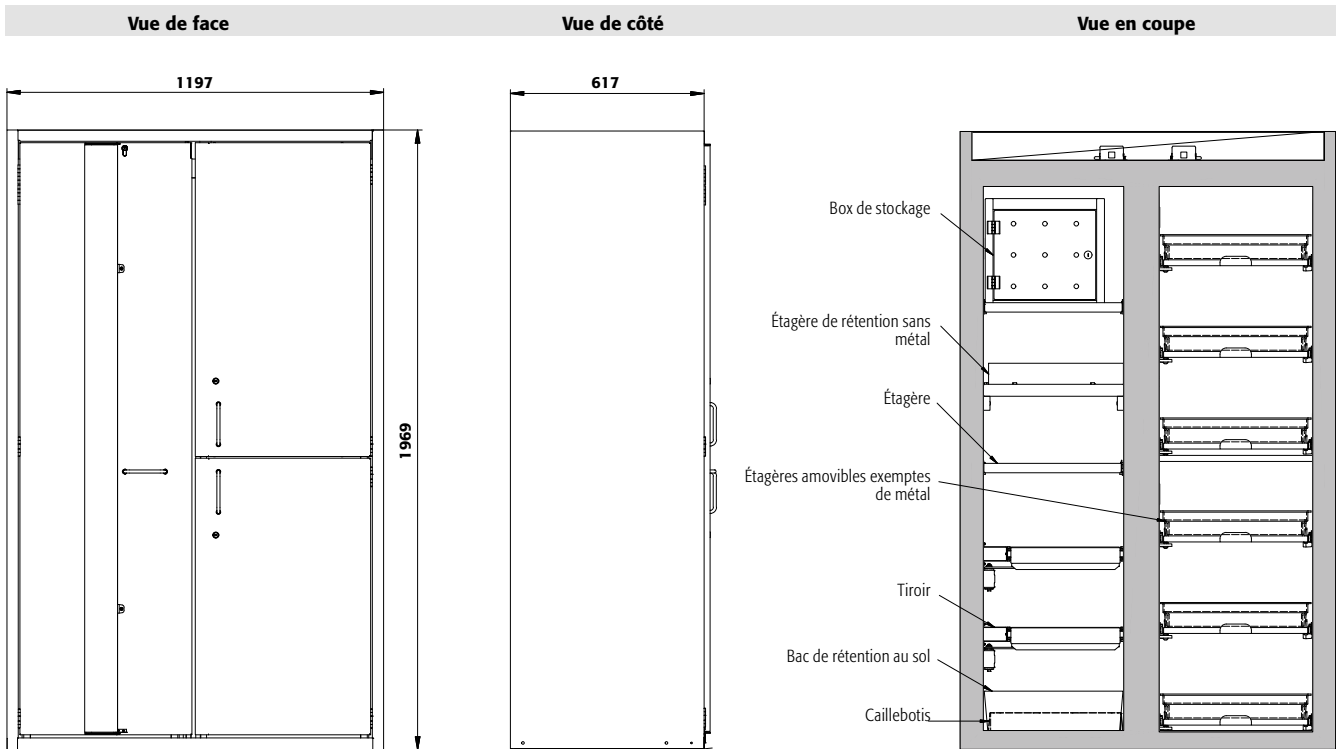 Vue de face
Vue de côté
Vue en coupe
1197
617
1969
Box de stockage
Étagère de rétention sans
métal
Étagère
Étagères amovibles exemptes
de métal
Tiroir
Bac de rétention au sol
Caillebotis